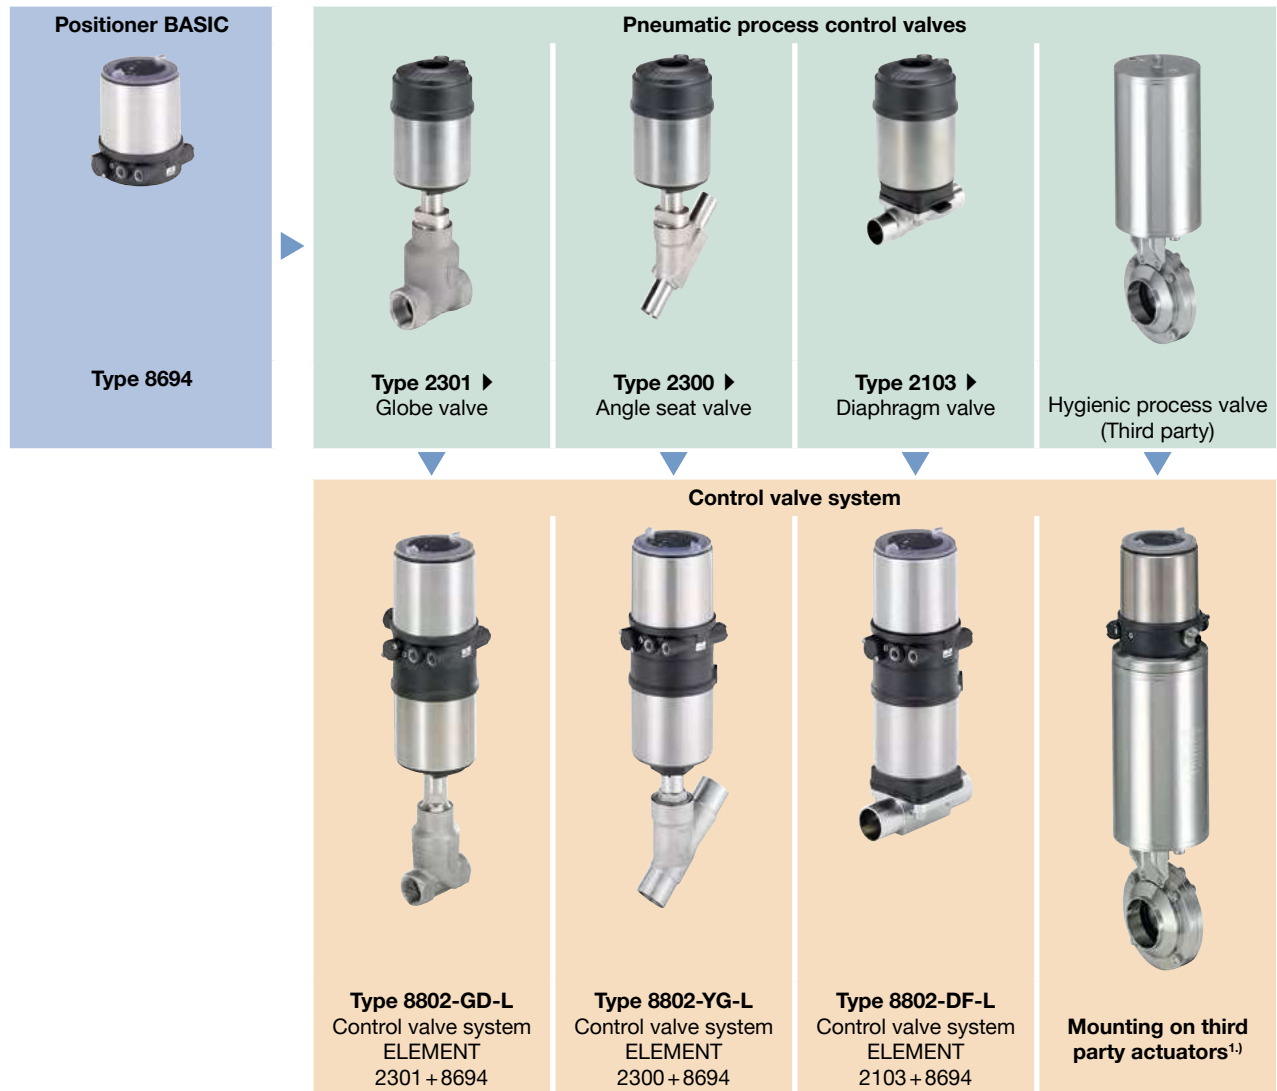 Positioner BASIC
Type 8694
Pneumatic process control valves
Type 2301 ▶
Globe valve
Type 2300 ▶
Angle seat valve
Type 2103 ▶
Diaphragm valve
Hygienic process valve
(Third party)
Control valve system
Type 8802-GD-L
Control valve system
ELEMENT
2301 + 8694
Type 8802-YG-L
Control valve system
ELEMENT
2300 + 8694
Type 8802-DF-L
Control valve system
ELEMENT
2103 + 8694
Mounting on third
party actuators¹·⁾